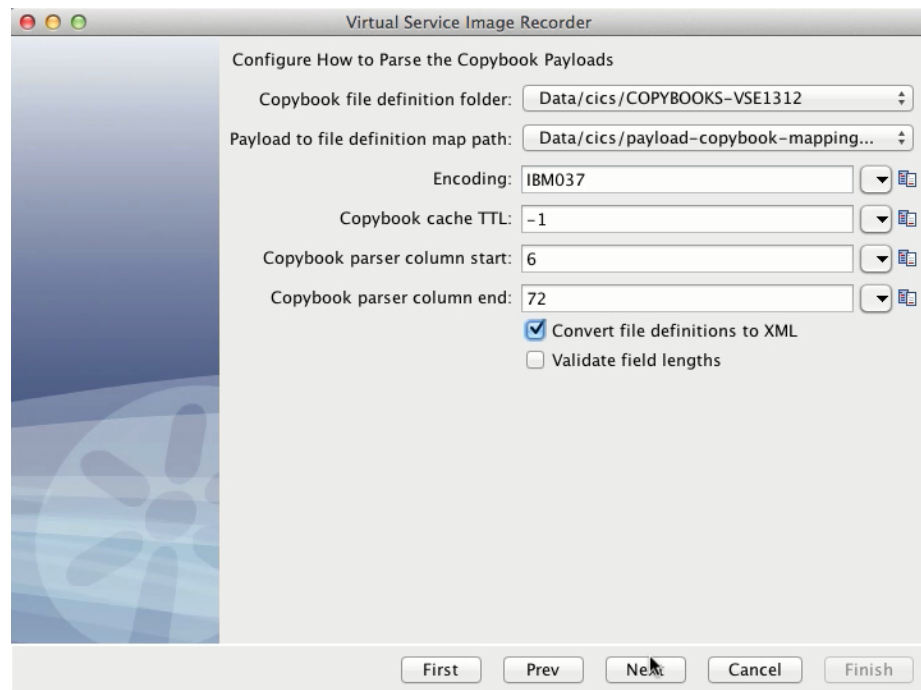 Virtual Service Image Recorder
Configure How to Parse the Copybook Payloads
Copybook file definition folder: Data/cics/COPYBOOKS-VSE1312
Payload to file definition map path: Data/cics/payload-copybook-mapping...
Encoding: IBM037
Copybook cache TTL: -1
Copybook parser column start: 6
Copybook parser column end: 72
Convert file definitions to XML
Validate field lengths
First Prev Next Cancel Finish